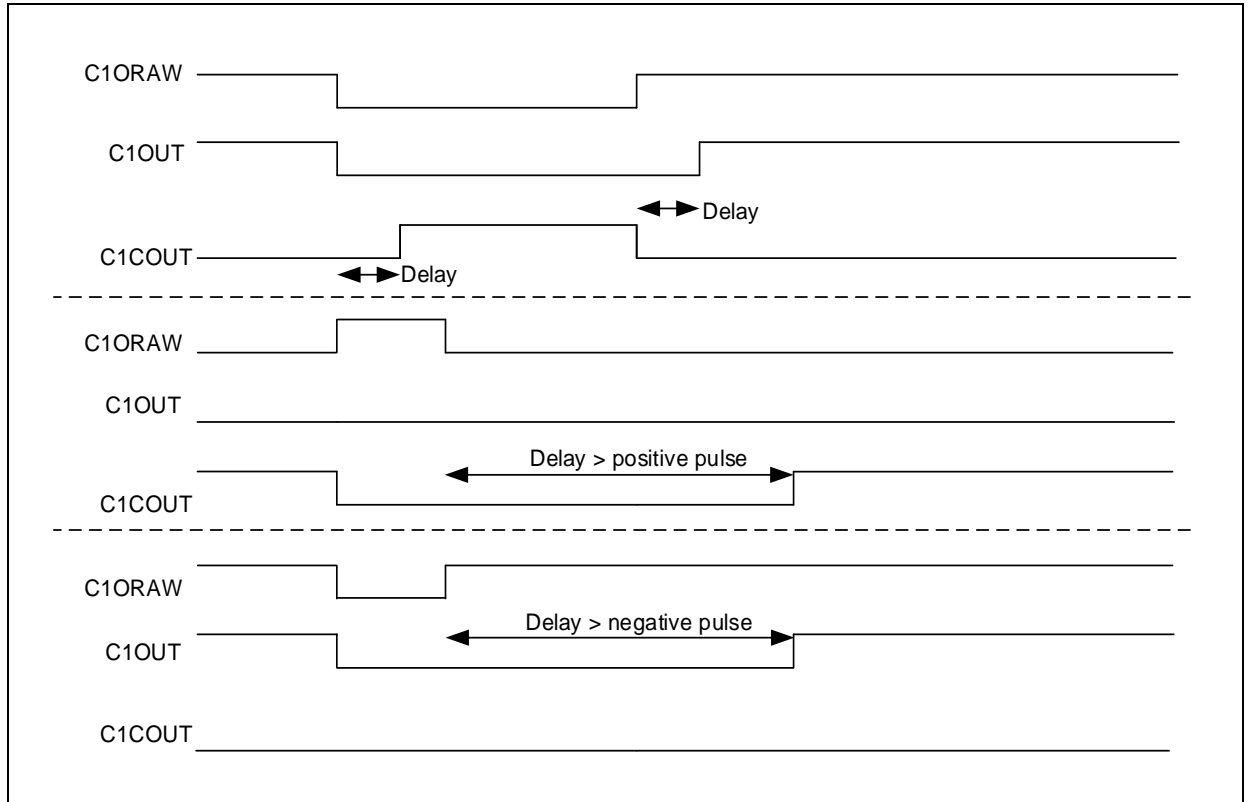 C1ORAW
C1OUT
Delay
C1COUT
Delay
C1ORAW
C1OUT
Delay > positive pulse
C1COUT
C1ORAW
Delay > negative pulse
C1OUT
C1COUT